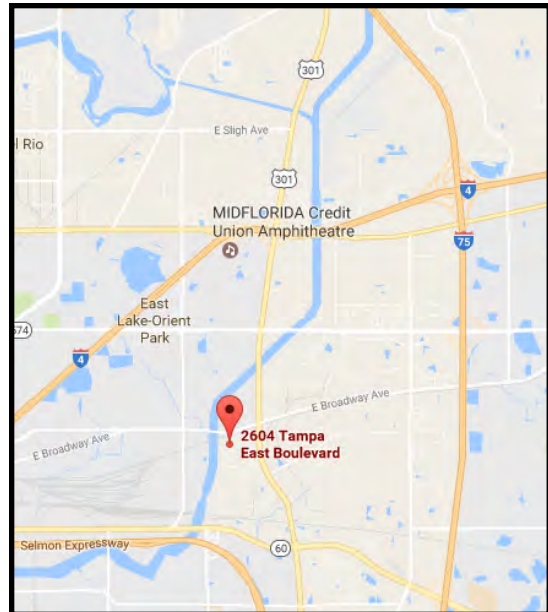 301
E Sligh Ave
l Rio
301
4
MIDFLORIDA Credit
Union Amphitheatre
75
East
Lake-Orient
Park
574
4
E Broadway Ave
E Broadway Ave
2604 Tampa
East Boulevard
Selmon Expressway
60